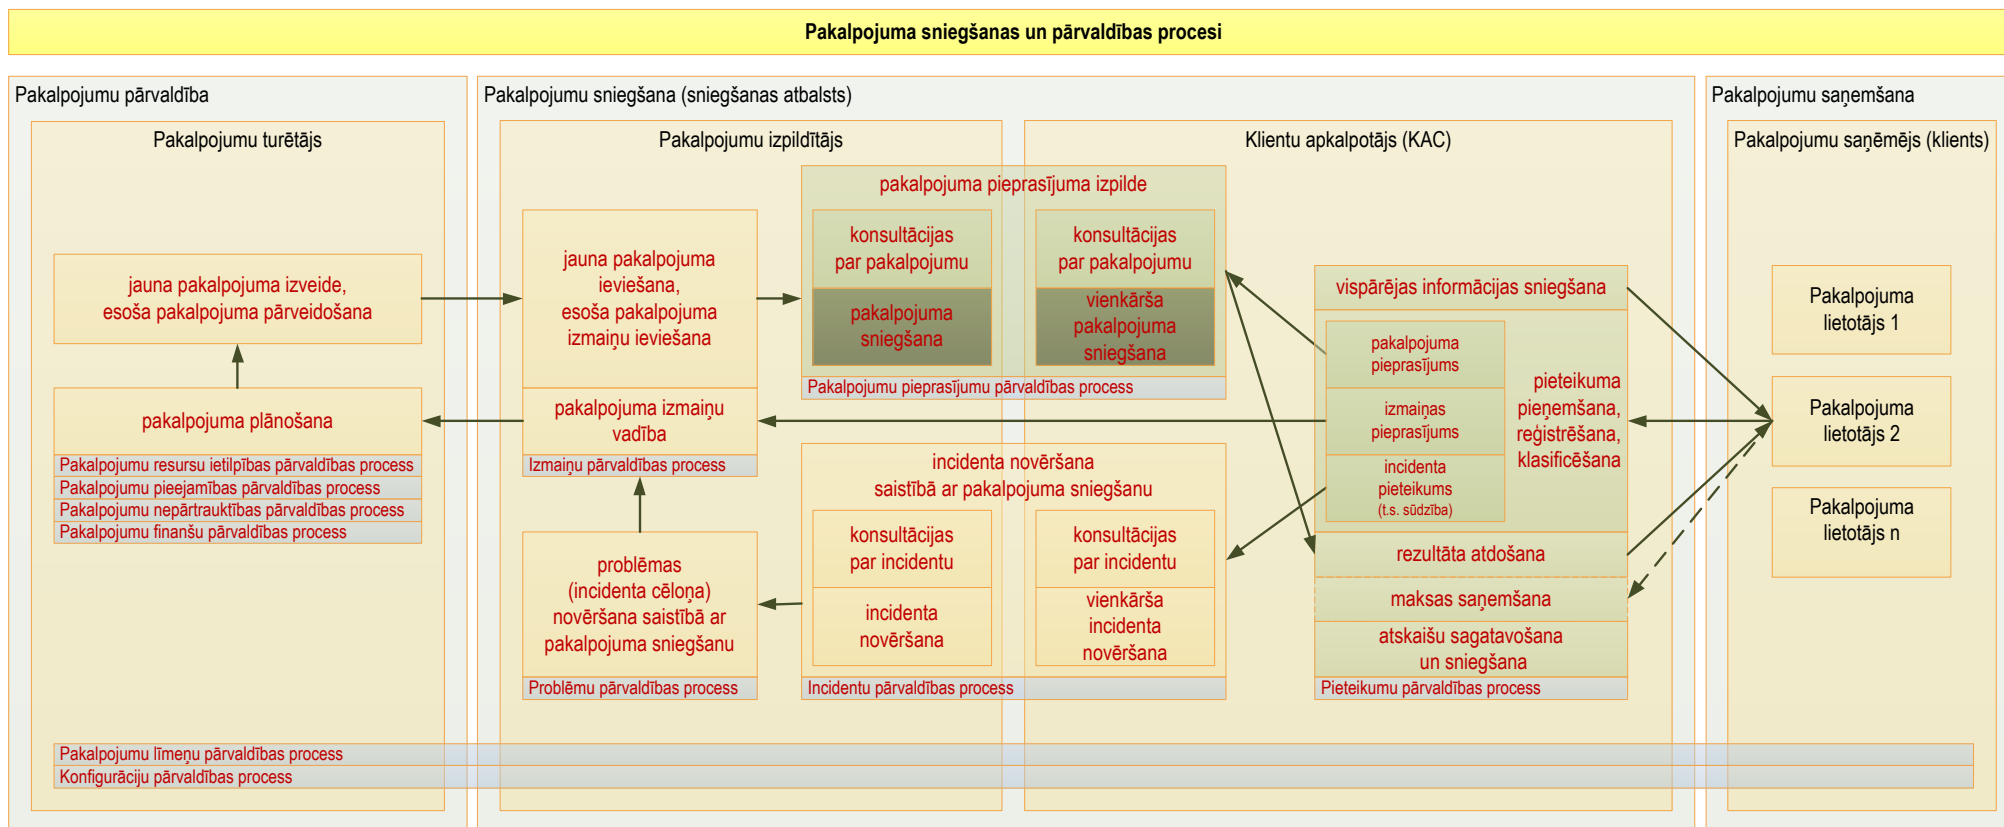 Pakalpojuma sniegšanas un pārvaldības procesi
Pakalpojumu pārvaldība
Pakalpojumu turētājs
jauna pakalpojuma izveide,
esoša pakalpojuma pārveidošana
pakalpojuma plānošana
Pakalpojumu resursu ietilpības pārvaldības process
Pakalpojumu pieejamības pārvaldības process
Pakalpojumu nepārtrauktības pārvaldības process
Pakalpojumu finanšu pārvaldības process
Pakalpojumu sniegšana (sniegšanas atbalsts)
Pakalpojumu izpildītājs
jauna pakalpojuma
ieviešana,
esoša pakalpojuma
izmaiņu ieviešana
pakalpojuma izmaiņu
vadība
Izmaiņu pārvaldības process
problēmas
(incidenta cēloņa)
novēršana saistībā ar
pakalpojuma sniegšanu
Problēmu pārvaldības process
pakalpojuma pieprasījuma izpilde
konsultācijas
par pakalpojumu
pakalpojuma
sniegšana
konsultācijas
par pakalpojumu
vienkārša
pakalpojuma
sniegšana
Pakalpojumu pieprasījumu pārvaldības process
incidenta novēršana
saistībā ar pakalpojuma sniegšanu
konsultācijas
par incidentu
incidenta
novēršana
konsultācijas
par incidentu
vienkārša
incidenta
novēršana
Incidentu pārvaldības process
Klientu apkalpotājs (KAC)
vispārējas informācijas sniegšana
pakalpojuma
pieprasījums
izmaiņas
pieprasījums
incidenta
pieteikums
(t.s. sūdzība)
pieteikuma
pieņemšana,
reģistrēšana,
klasificēšana
rezultāta atdošana
maksas saņemšana
atskaišu sagatavošana
un sniegšana
Pieteikumu pārvaldības process
Pakalpojumu saņemšana
Pakalpojumu saņēmējs (klients)
Pakalpojuma
lietotājs 1
Pakalpojuma
lietotājs 2
Pakalpojuma
lietotājs n
Pakalpojumu līmeņu pārvaldības process
Konfigurāciju pārvaldības process